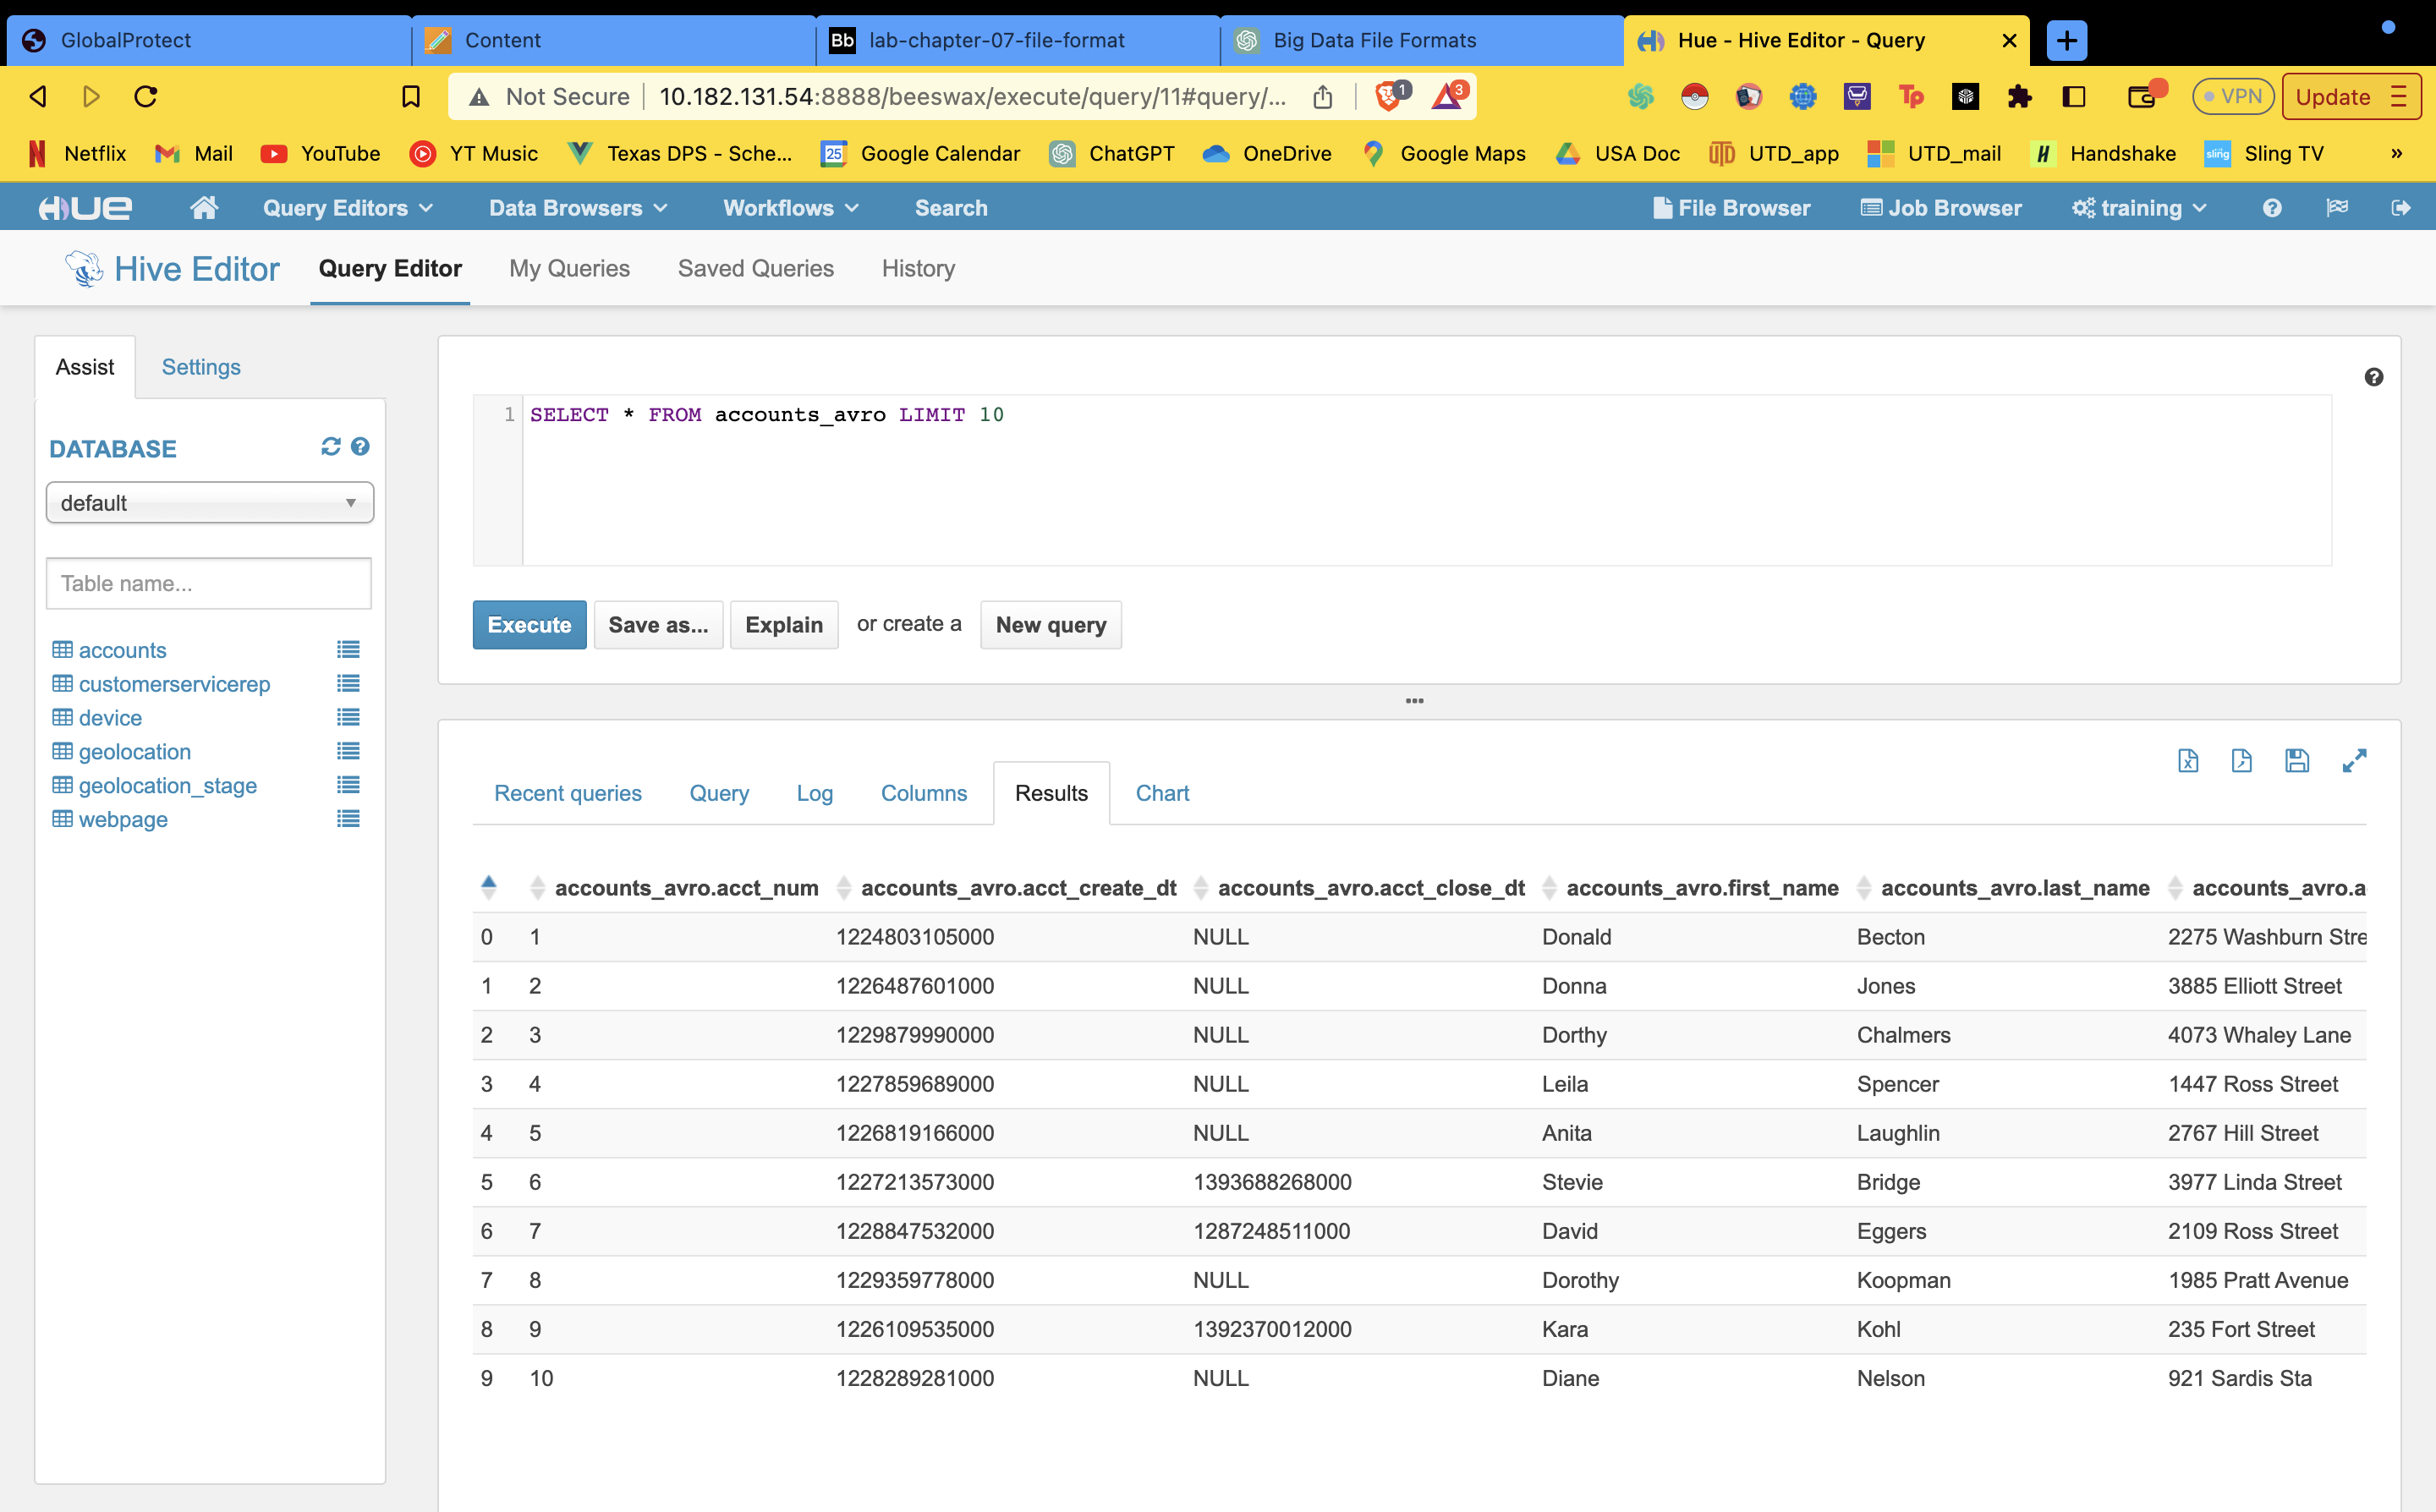 GlobalProtect
Content
Bb lab-chapter-07-file-format
Big Data File Formats
Hue - Hive Editor - Query
Not Secure 10.182.131.54:8888/beeswax/execute/query/11#query/...
1
3
Tp
VPN
Update
Netflix
Mail
YouTube
YT Music
Texas DPS - Sche...
25 Google Calendar
ChatGPT
OneDrive
Google Maps
USA Doc
UTD_app
UTD_mail
H Handshake
sling Sling TV
»
HUE
Query Editors
Data Browsers
Workflows
Search
File Browser
Job Browser
training
Hive Editor
Query Editor
My Queries
Saved Queries
History
Assist
Settings
DATABASE
default
Table name...
accounts
customerservicerep
device
geolocation
geolocation_stage
webpage
1 SELECT * FROM accounts_avro LIMIT 10
Execute
Save as...
Explain
or create a
New query
Recent queries
Query
Log
Columns
Results
Chart
accounts_avro.acct_num accounts_avro.acct_create_dt accounts_avro.acct_close_dt accounts_avro.first_name accounts_avro.last_name accounts_avro.a
0 1 1224803105000 NULL Donald Becton 2275 Washburn Stre
1 2 1226487601000 NULL Donna Jones 3885 Elliott Street
2 3 1229879990000 NULL Dorthy Chalmers 4073 Whaley Lane
3 4 1227859689000 NULL Leila Spencer 1447 Ross Street
4 5 1226819166000 NULL Anita Laughlin 2767 Hill Street
5 6 1227213573000 1393688268000 Stevie Bridge 3977 Linda Street
6 7 1228847532000 1287248511000 David Eggers 2109 Ross Street
7 8 1229359778000 NULL Dorothy Koopman 1985 Pratt Avenue
8 9 1226109535000 1392370012000 Kara Kohl 235 Fort Street
9 10 1228289281000 NULL Diane Nelson 921 Sardis Sta